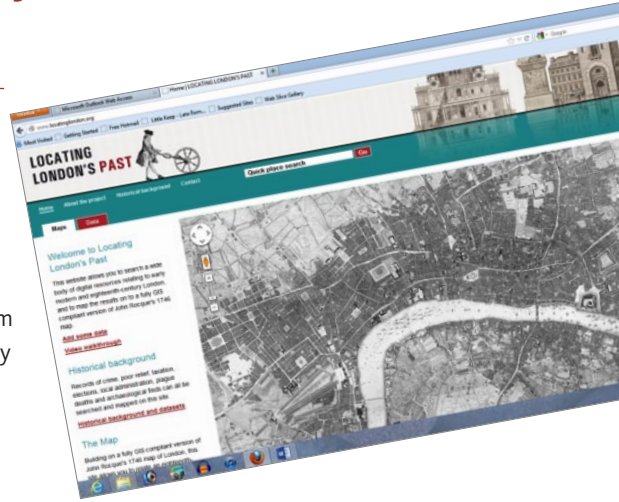 Microsoft Outlook Web Access
Home | LOCATING LONDON'S PAST
www.locatinglondon.org
Google
Most Visited Getting Started Free Hotmail Suggested Sites Web Slice Gallery
LOCATING
LONDON'S PAST
Quick place search Go
Home About the project Historical background Contact
Maps Data
Welcome to Locating
London's Past
This website allows you to search a wide
body of digital resources relating to early
modern and eighteenth-century London,
and to map the results on to a fully GIS
compliant version of John Rocque's 1746
map.
Add some data
Video walkthrough
Historical background
Records of crime, poor relief, taxation,
elections, local administration, plague
deaths and archaeological finds can all be
searched and mapped on this site.
Historical background and datasets
The Map
Building on a fully GIS compliant version of
John Rocque's 1746 map of London, this
site allows you to
m
y